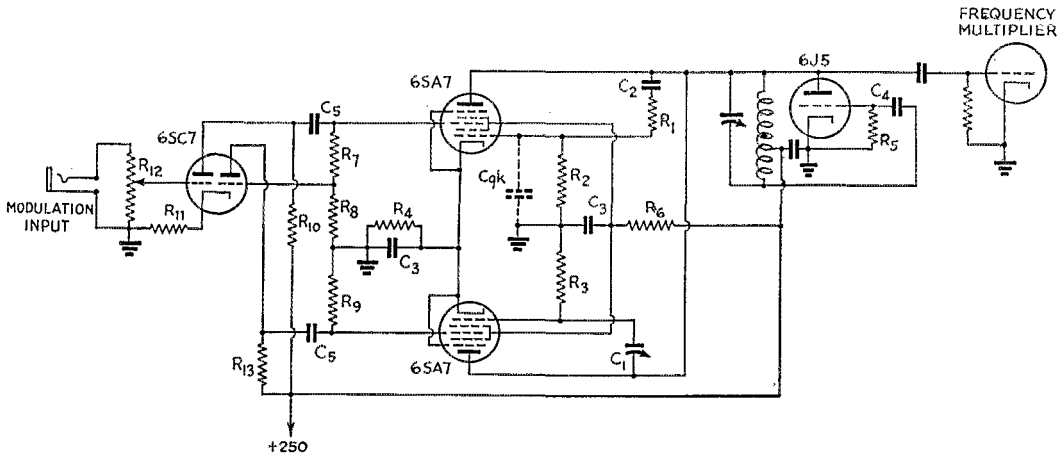 FREQUENCY
MULTIPLIER
6J5
6SA7
C2
R1
C4
R5
C5
6SC7
R7
R12
MODULATION
INPUT
R11
R10
R8
R4
C3
Cgk
R2
C3
R6
R3
R9
C5
R13
6SA7
C1
+250